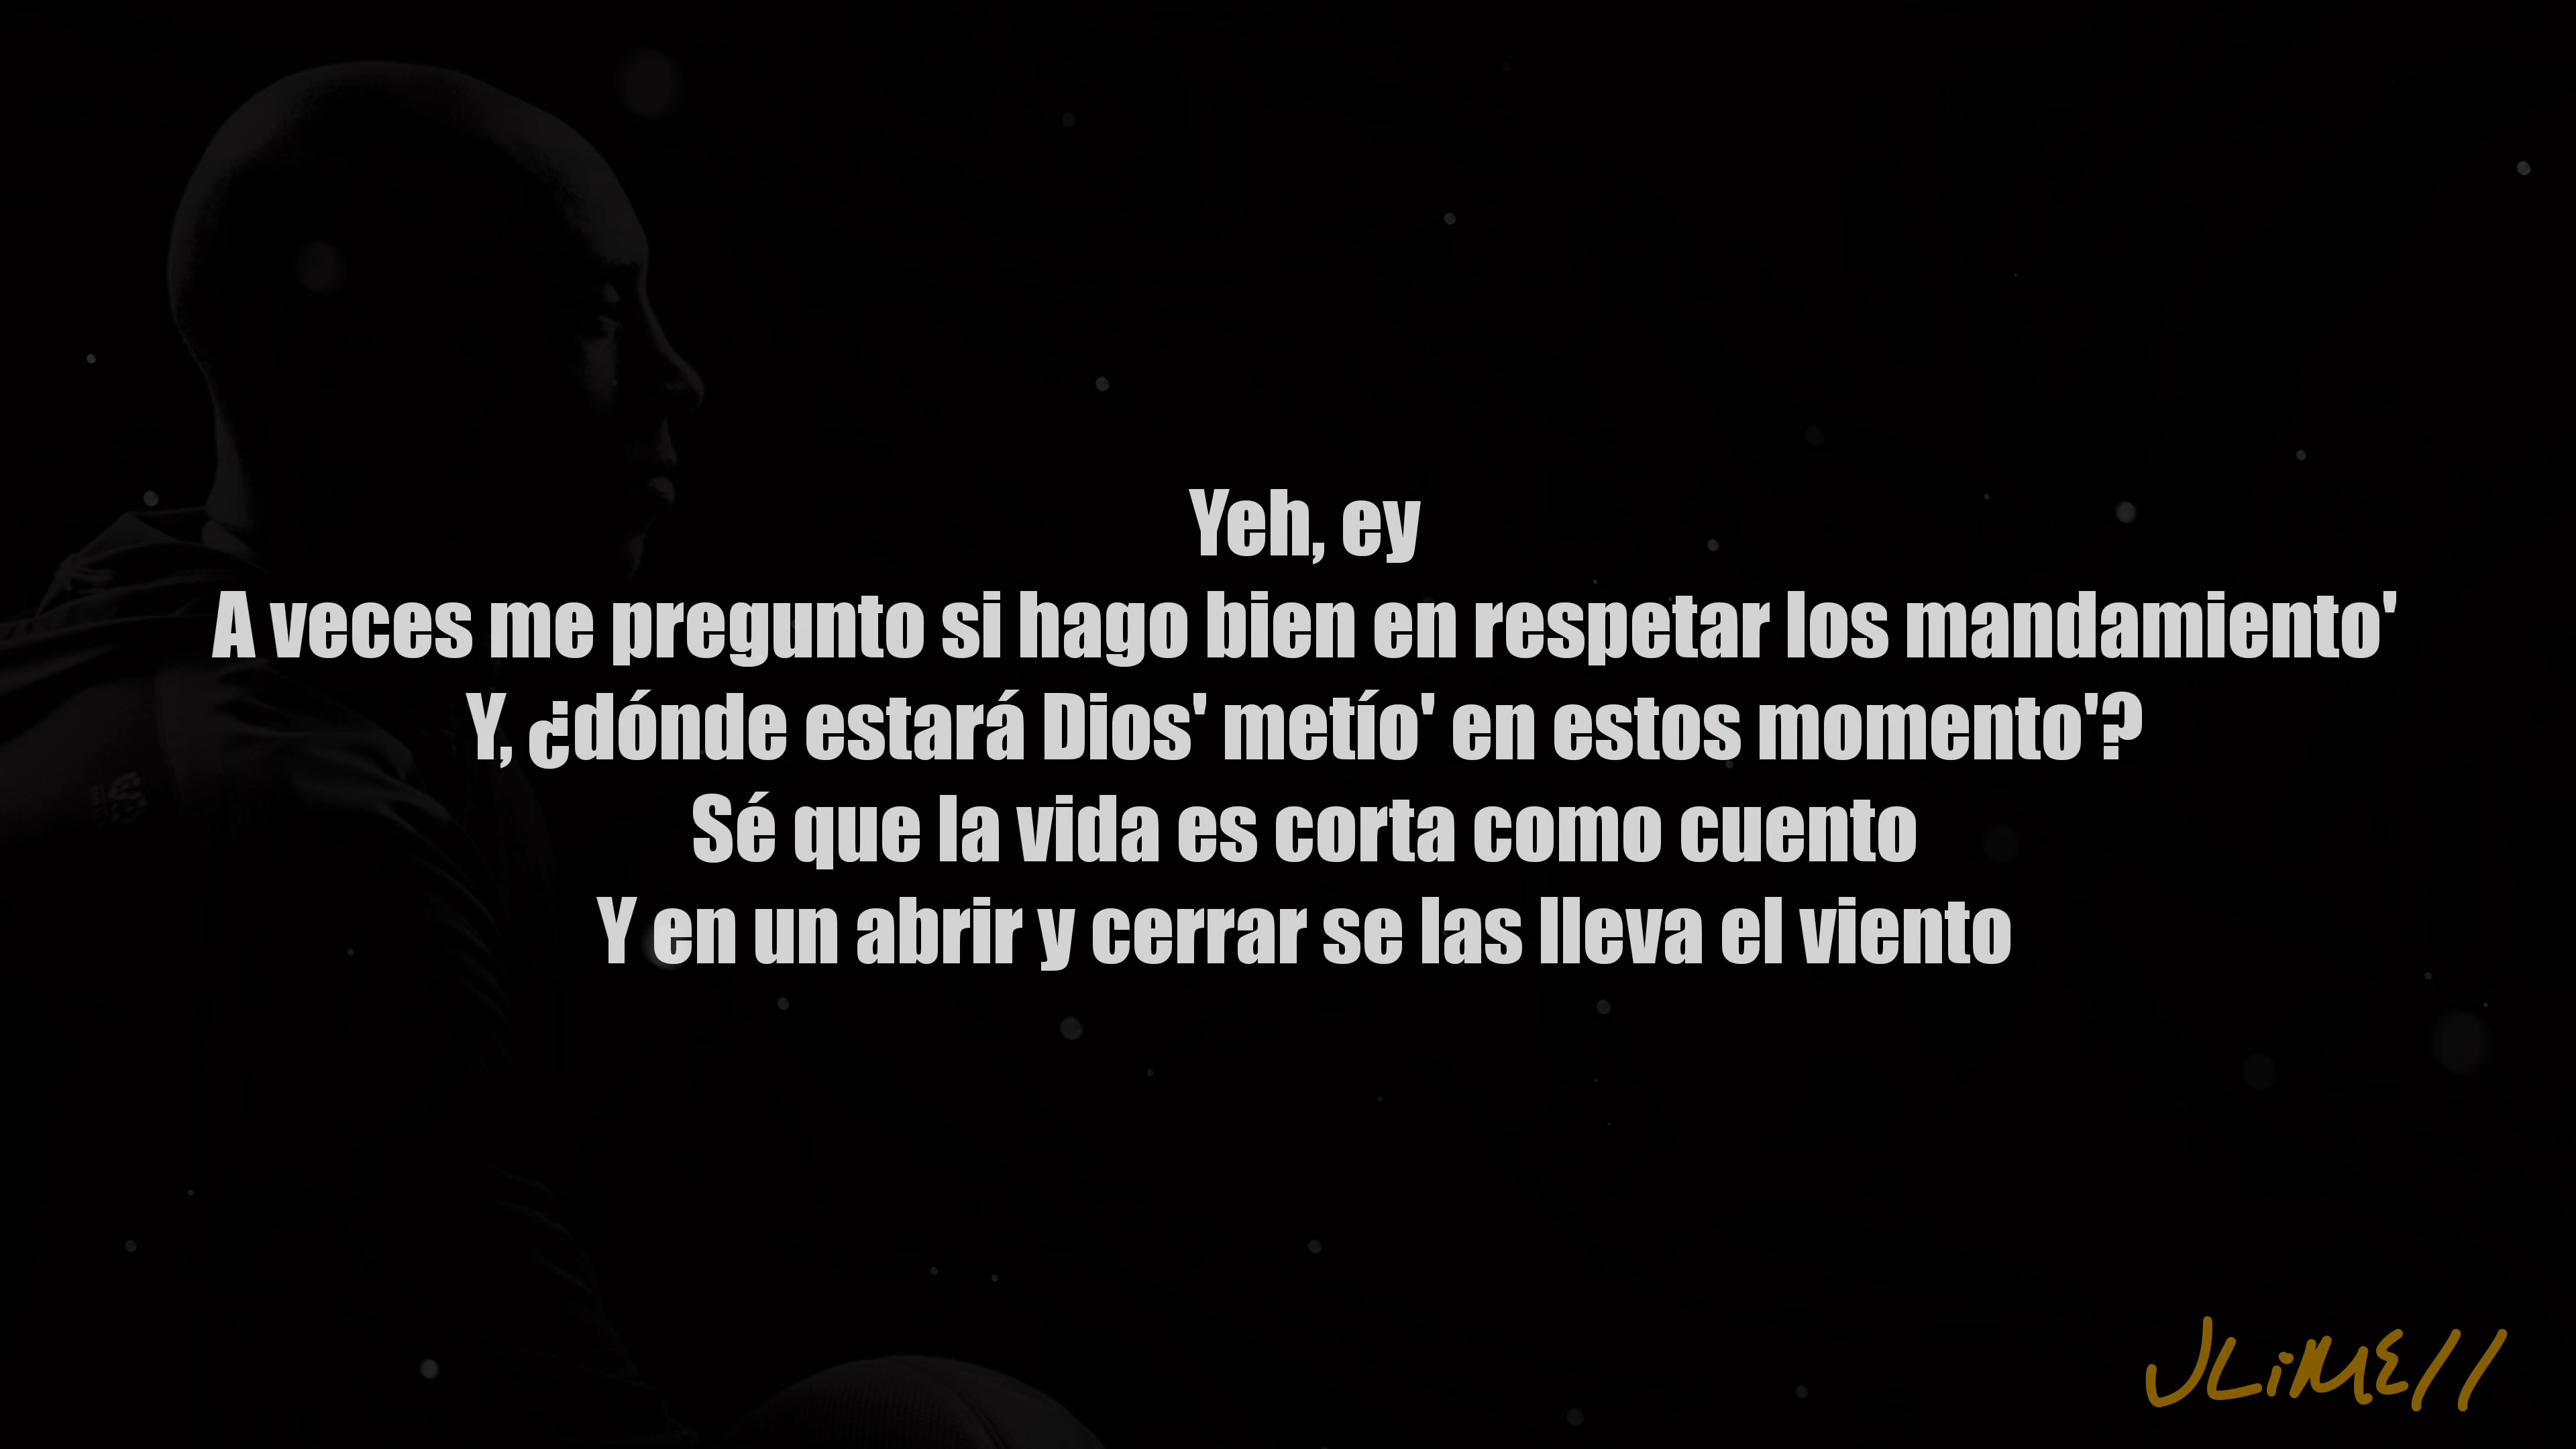 Yeh, ey
A veces me pregunto si hago bien en respetar los mandamiento'
Y, ¿dónde estará Dios' metío' en estos momento'?
Sé que la vida es corta como cuento
Y en un abrir y cerrar se las lleva el viento
JLiME//